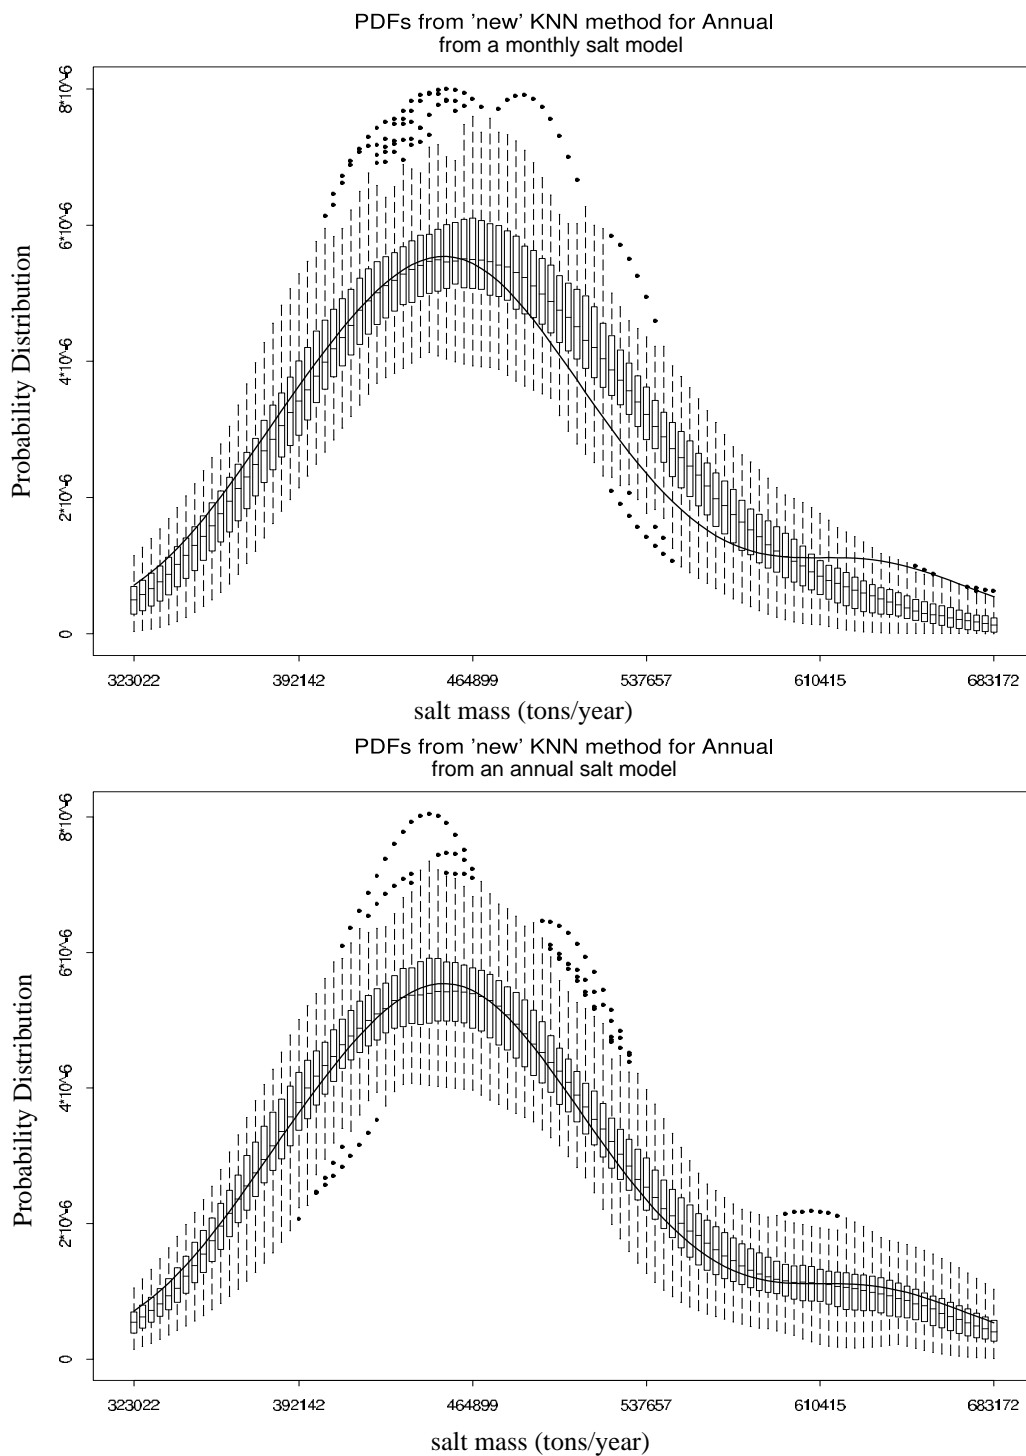 PDFs from 'new' KNN method for Annual
from a monthly salt model
Probability Distribution
8*10^-6
6*10^-6
4*10^-6
2*10^-6
0
323022 392142 464899 537657 610415 683172
salt mass (tons/year)
PDFs from 'new' KNN method for Annual
from an annual salt model
Probability Distribution
8*10^-6
6*10^-6
4*10^-6
2*10^-6
0
323022 392142 464899 537657 610415 683172
salt mass (tons/year)